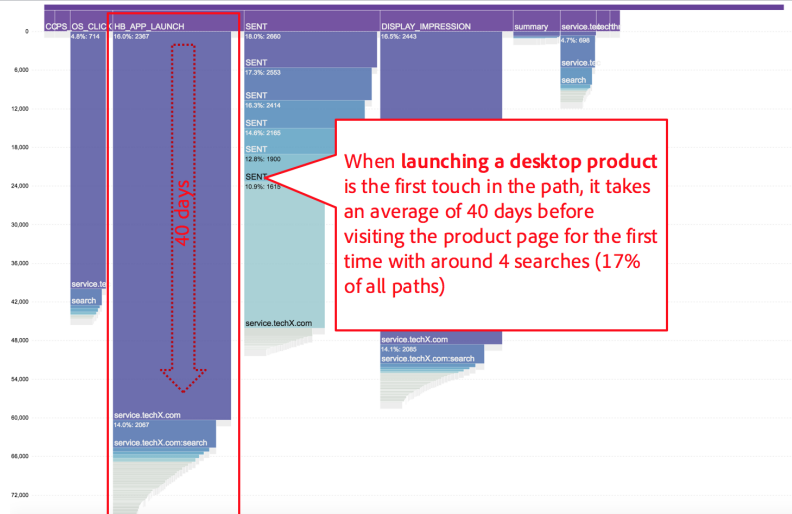 CCPS_OS_CLICK HB_APP_LAUNCH SENT DISPLAY_IMPRESSION summary service.te techthi
0 4.8%: 714 16.0%: 2367 18.0%: 2660 16.5%: 2443
4.7%: 696
SENT service.te
6,000 17.3%: 2553
SENT search
16.3%: 2414
12,000
SENT
14.6%: 2165
18,000 SENT
12.8%: 1900
SENT
24,000 10.9%: 1615
30,000
36,000
service.te
42,000 search
service.techX.com
48,000 service.techX.com
14.1%: 2085
service.techX.com:search
54,000
60,000 service.techX.com
14.0%: 2067
service.techX.com:search
66,000
72,000
40 days
When launching a desktop product
is the first touch in the path, it takes
an average of 40 days before
visiting the product page for the first
time with around 4 searches (17%
of all paths)